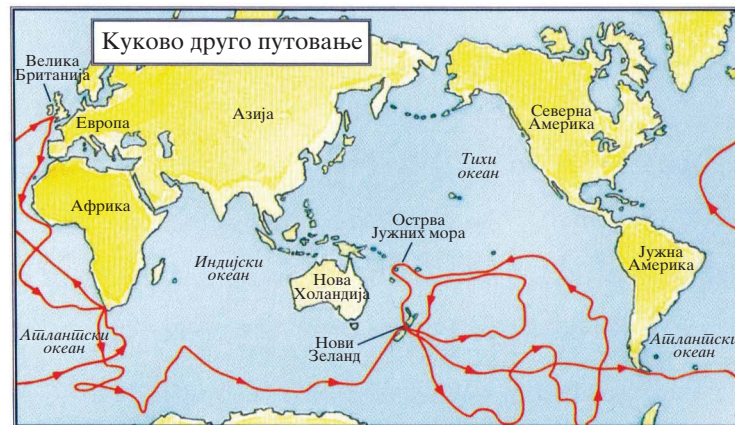 Куково друго путовање
Велика
Британија
Европа
Азија
Северна
Америка
Тихи
океан
Африка
Острва
Јужних мора
Индијски
океан
Нова
Холандија
Јужна
Америка
Атлантски
океан
Нови
Зеланд
Атлантски
океан